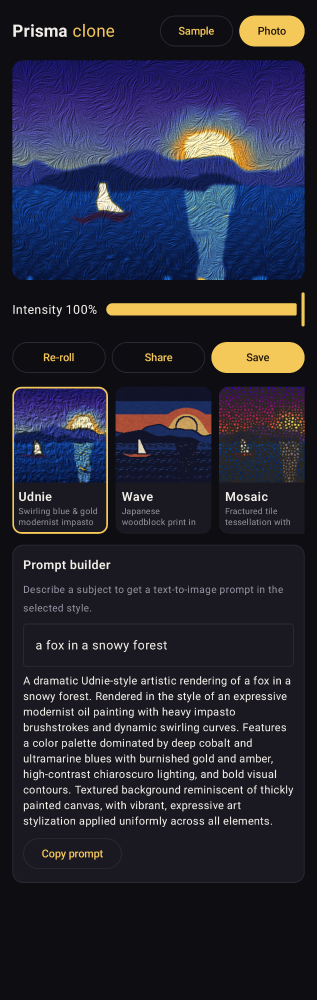 Prisma clone
Sample
Photo
Intensity 100%
Re-roll
Share
Save
Udnie
Swirling blue & gold
modernist impasto
Wave
Japanese
woodblock print in
Mosaic
Fractured tile
tessellation with
Prompt builder
Describe a subject to get a text-to-image prompt in the
selected style.
a fox in a snowy forest
A dramatic Udnie-style artistic rendering of a fox in a
snowy forest. Rendered in the style of an expressive
modernist oil painting with heavy impasto
brushstrokes and dynamic swirling curves. Features
a color palette dominated by deep cobalt and
ultramarine blues with burnished gold and amber,
high-contrast chiaroscuro lighting, and bold visual
contours. Textured background reminiscent of thickly
painted canvas, with vibrant, expressive art
stylization applied uniformly across all elements.
Copy prompt